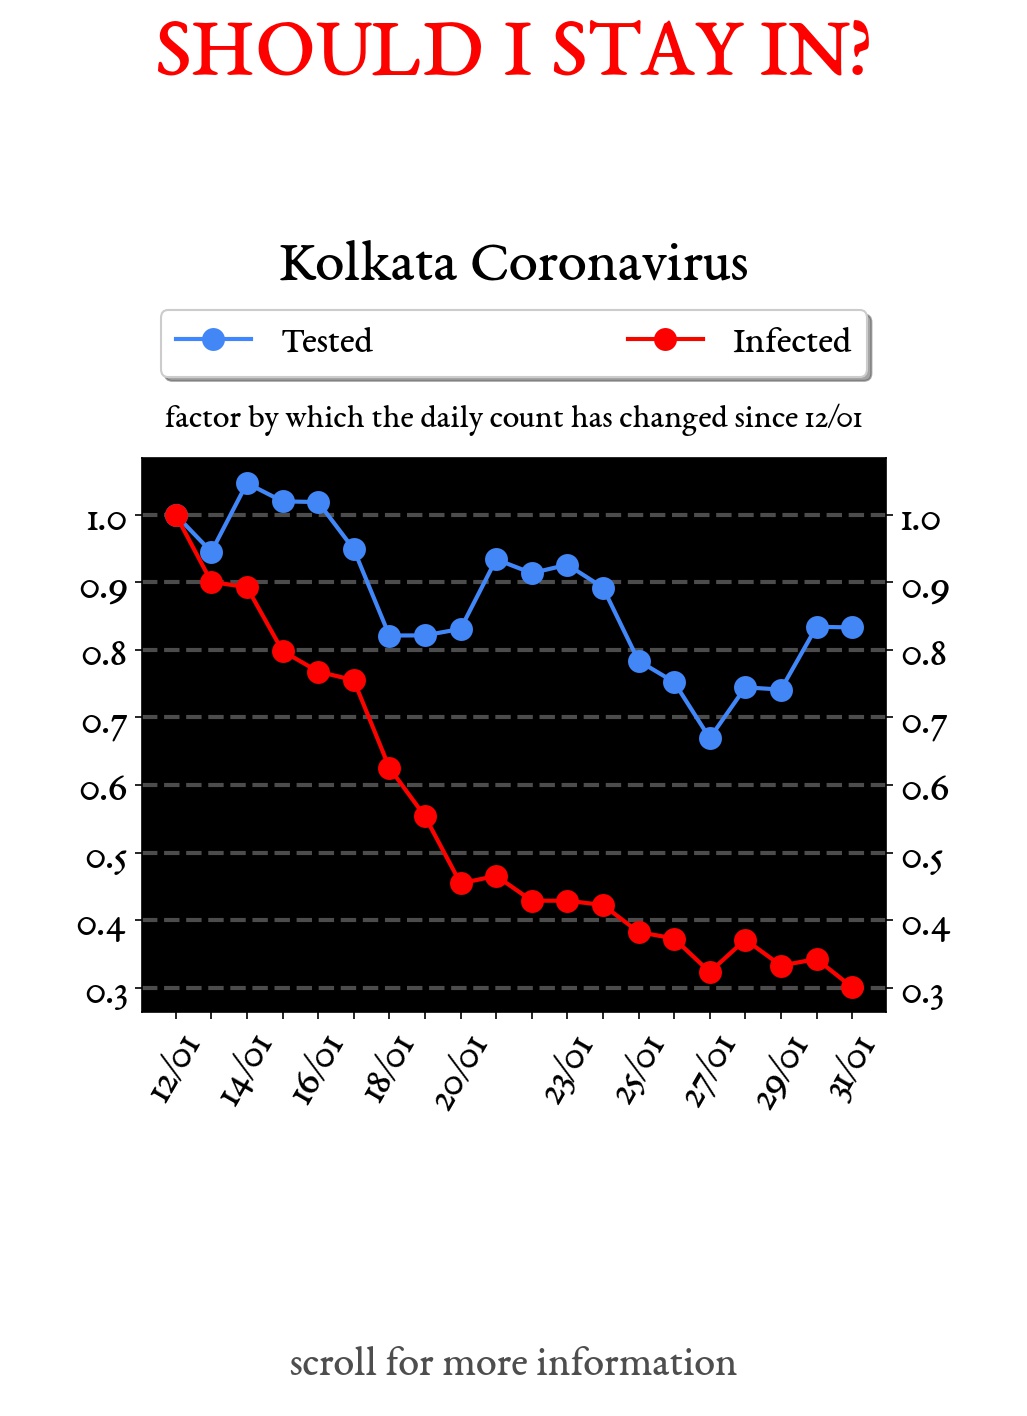 SHOULD I STAY IN?
Kolkata Coronavirus
Tested Infected
factor by which the daily count has changed since 12/01
1.0 1.0
0.9 0.9
0.8 0.8
0.7 0.7
0.6 0.6
0.5 0.5
0.4 0.4
0.3 0.3
12/01 14/01 16/01 18/01 20/01 23/01 25/01 27/01 29/01 31/01
scroll for more information